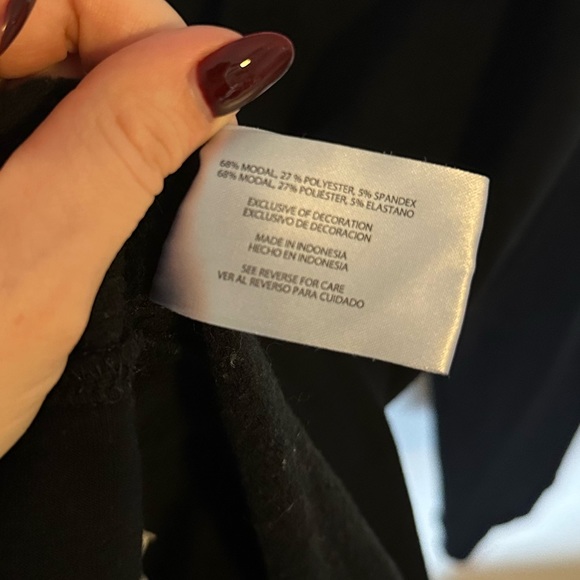 68% MODAL, 27 % POLYESTER, 5% SPANDEX
68% MODAL, 27% POLIÉSTER, 5% ELASTANO
EXCLUSIVE OF DECORATION
EXCLUSIVO DE DECORACION
MADE IN INDONESIA
HECHO EN INDONESIA
SEE REVERSE FOR CARE
VER AL REVERSO PARA CUIDADO